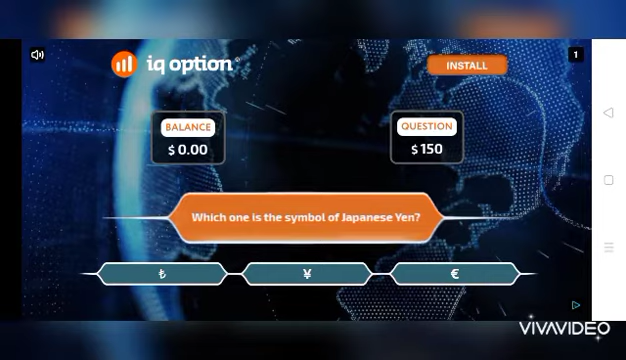 iq option
INSTALL
1
BALANCE
$ 0.00
QUESTION
$ 150
Which one is the symbol of Japanese Yen?
₺
¥
€
VIVAVIDEO